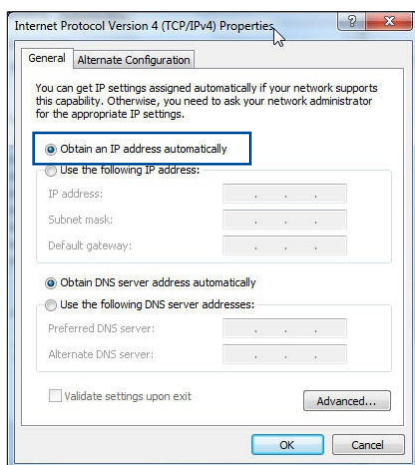 Internet Protocol Version 4 (TCP/IPv4) Properties
General
Alternate Configuration
You can get IP settings assigned automatically if your network supports
this capability. Otherwise, you need to ask your network administrator
for the appropriate IP settings.
Obtain an IP address automatically
Use the following IP address:
IP address:
Subnet mask:
Default gateway:
Obtain DNS server address automatically
Use the following DNS server addresses:
Preferred DNS server:
Alternate DNS server:
Validate settings upon exit
Advanced...
OK
Cancel